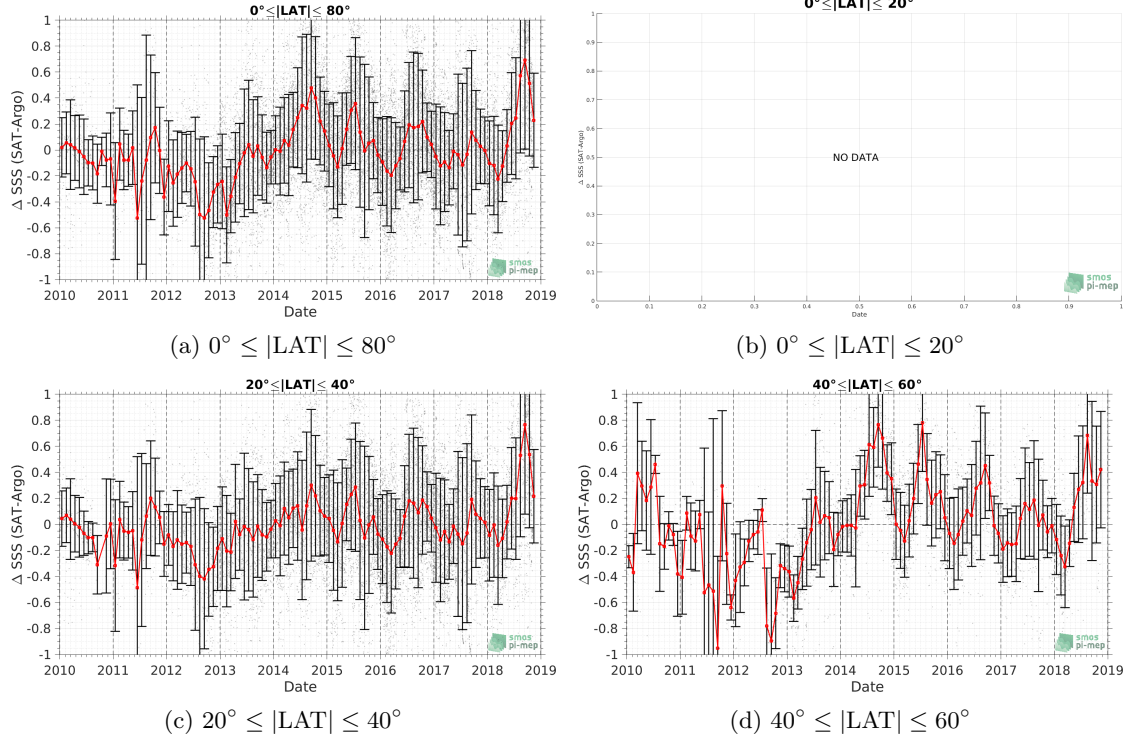 0°≤|LAT|≤ 80°
Δ SSS (SAT-Argo)
1
0.8
0.6
0.4
0.2
0
-0.2
-0.4
-0.6
-0.8
-1
2010 2011 2012 2013 2014 2015 2016 2017 2018 2019
Date
smos
pi-mep
(a) 0° ≤ |LAT| ≤ 80°
0°≤|LAT|≤ 20°
Δ SSS (SAT-Argo)
1
0.9
0.8
0.7
0.6
0.5
0.4
0.3
0.2
0.1
0
NO DATA
0 0.1 0.2 0.3 0.4 0.5 0.6 0.7 0.8 0.9 1
Date
smos
pi-mep
(b) 0° ≤ |LAT| ≤ 20°
20°≤|LAT|≤ 40°
Δ SSS (SAT-Argo)
1
0.8
0.6
0.4
0.2
0
-0.2
-0.4
-0.6
-0.8
-1
2010 2011 2012 2013 2014 2015 2016 2017 2018 2019
Date
smos
pi-mep
(c) 20° ≤ |LAT| ≤ 40°
40°≤|LAT|≤ 60°
Δ SSS (SAT-Argo)
1
0.8
0.6
0.4
0.2
0
-0.2
-0.4
-0.6
-0.8
-1
2010 2011 2012 2013 2014 2015 2016 2017 2018 2019
Date
smos
pi-mep
(d) 40° ≤ |LAT| ≤ 60°